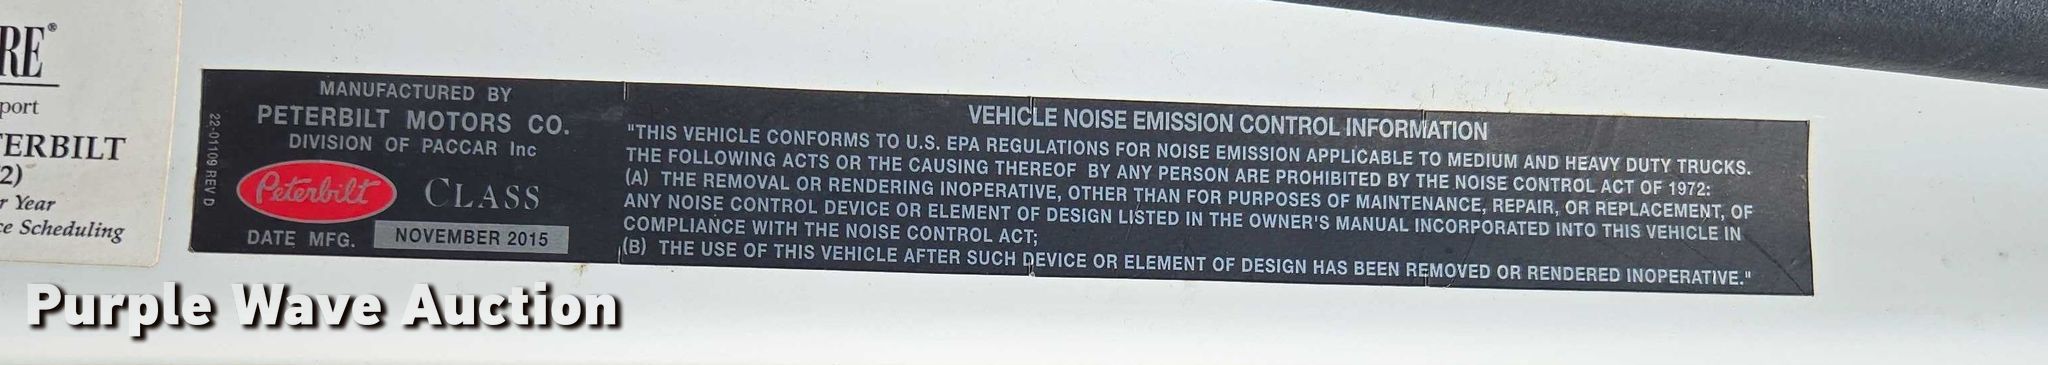 RE®
port
TERBILT
2)
r Year
ce Scheduling
22-01109 REV D
MANUFACTURED BY
PETERBILT MOTORS CO.
DIVISION OF PACCAR Inc
Peterbilt CLASS
DATE MFG. NOVEMBER 2015
VEHICLE NOISE EMISSION CONTROL INFORMATION
"THIS VEHICLE CONFORMS TO U.S. EPA REGULATIONS FOR NOISE EMISSION APPLICABLE TO MEDIUM AND HEAVY DUTY TRUCKS.
THE FOLLOWING ACTS OR THE CAUSING THEREOF BY ANY PERSON ARE PROHIBITED BY THE NOISE CONTROL ACT OF 1972:
(A) THE REMOVAL OR RENDERING INOPERATIVE, OTHER THAN FOR PURPOSES OF MAINTENANCE, REPAIR, OR REPLACEMENT, OF
ANY NOISE CONTROL DEVICE OR ELEMENT OF DESIGN LISTED IN THE OWNER'S MANUAL INCORPORATED INTO THIS VEHICLE IN
COMPLIANCE WITH THE NOISE CONTROL ACT;
(B) THE USE OF THIS VEHICLE AFTER SUCH DEVICE OR ELEMENT OF DESIGN HAS BEEN REMOVED OR RENDERED INOPERATIVE."
Purple Wave Auction